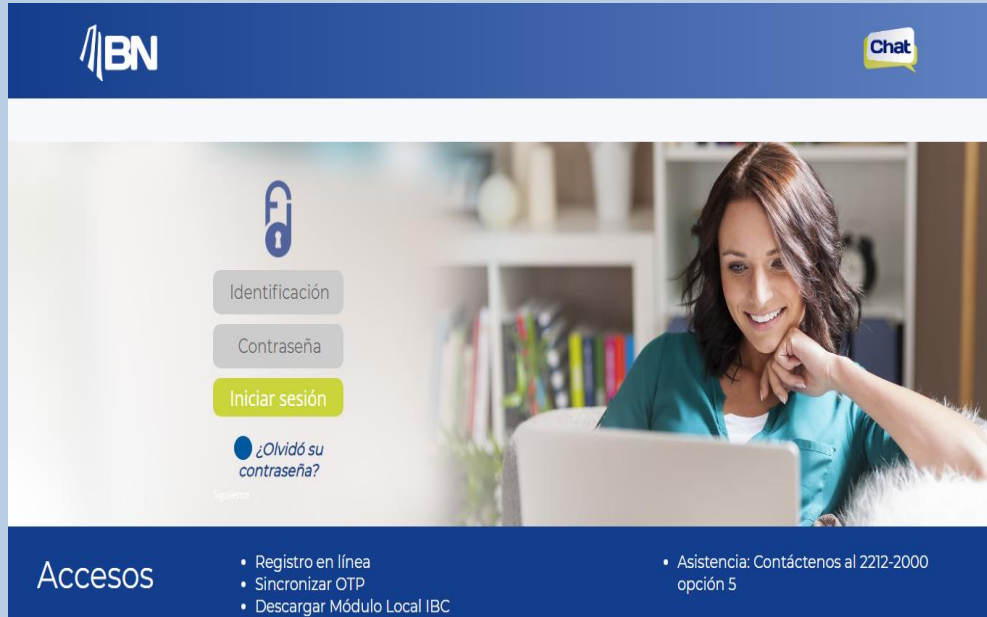 BN
Chat
Identificación
Contraseña
Iniciar sesión
¿Olvidó su
contraseña?
Siguiente
Accesos
• Registro en línea
• Sincronizar OTP
• Descargar Módulo Local IBC
• Asistencia: Contáctenos al 2212-2000
opción 5